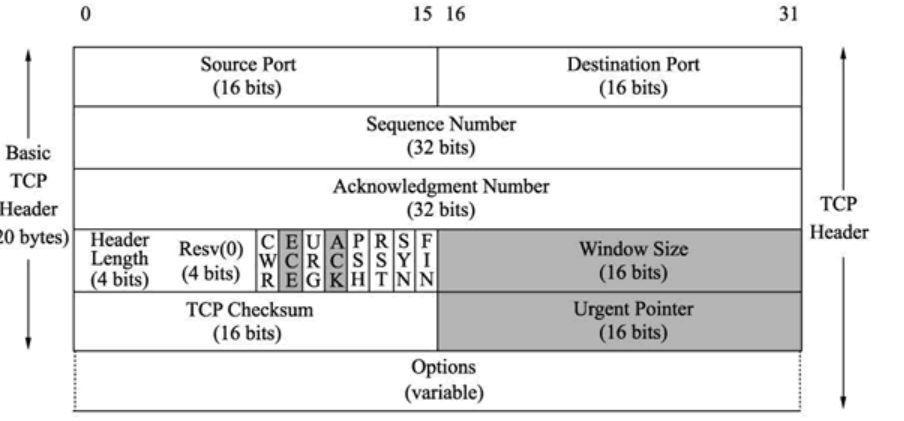 0 15 16 31
Source Port
(16 bits)
Destination Port
(16 bits)
Sequence Number
(32 bits)
Acknowledgment Number
(32 bits)
Basic
TCP
Header
20 bytes)
TCP
Header
Header
Length
(4 bits)
Resv(0)
(4 bits)
CWR
ECE
URG
ACK
PSH
RST
SYN
FIN
Window Size
(16 bits)
TCP Checksum
(16 bits)
Urgent Pointer
(16 bits)
Options
(variable)